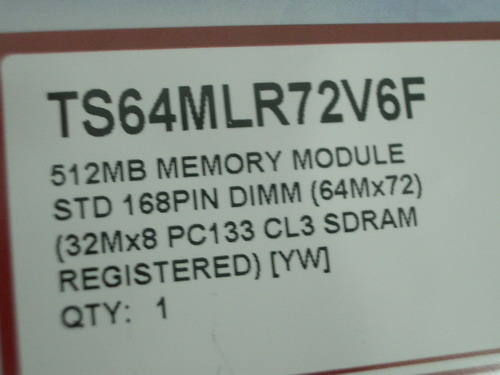 TS64MLR72V6F
512MB MEMORY MODULE
STD 168PIN DIMM (64Mx72)
(32Mx8 PC133 CL3 SDRAM
REGISTERED) [YW]
QTY: 1